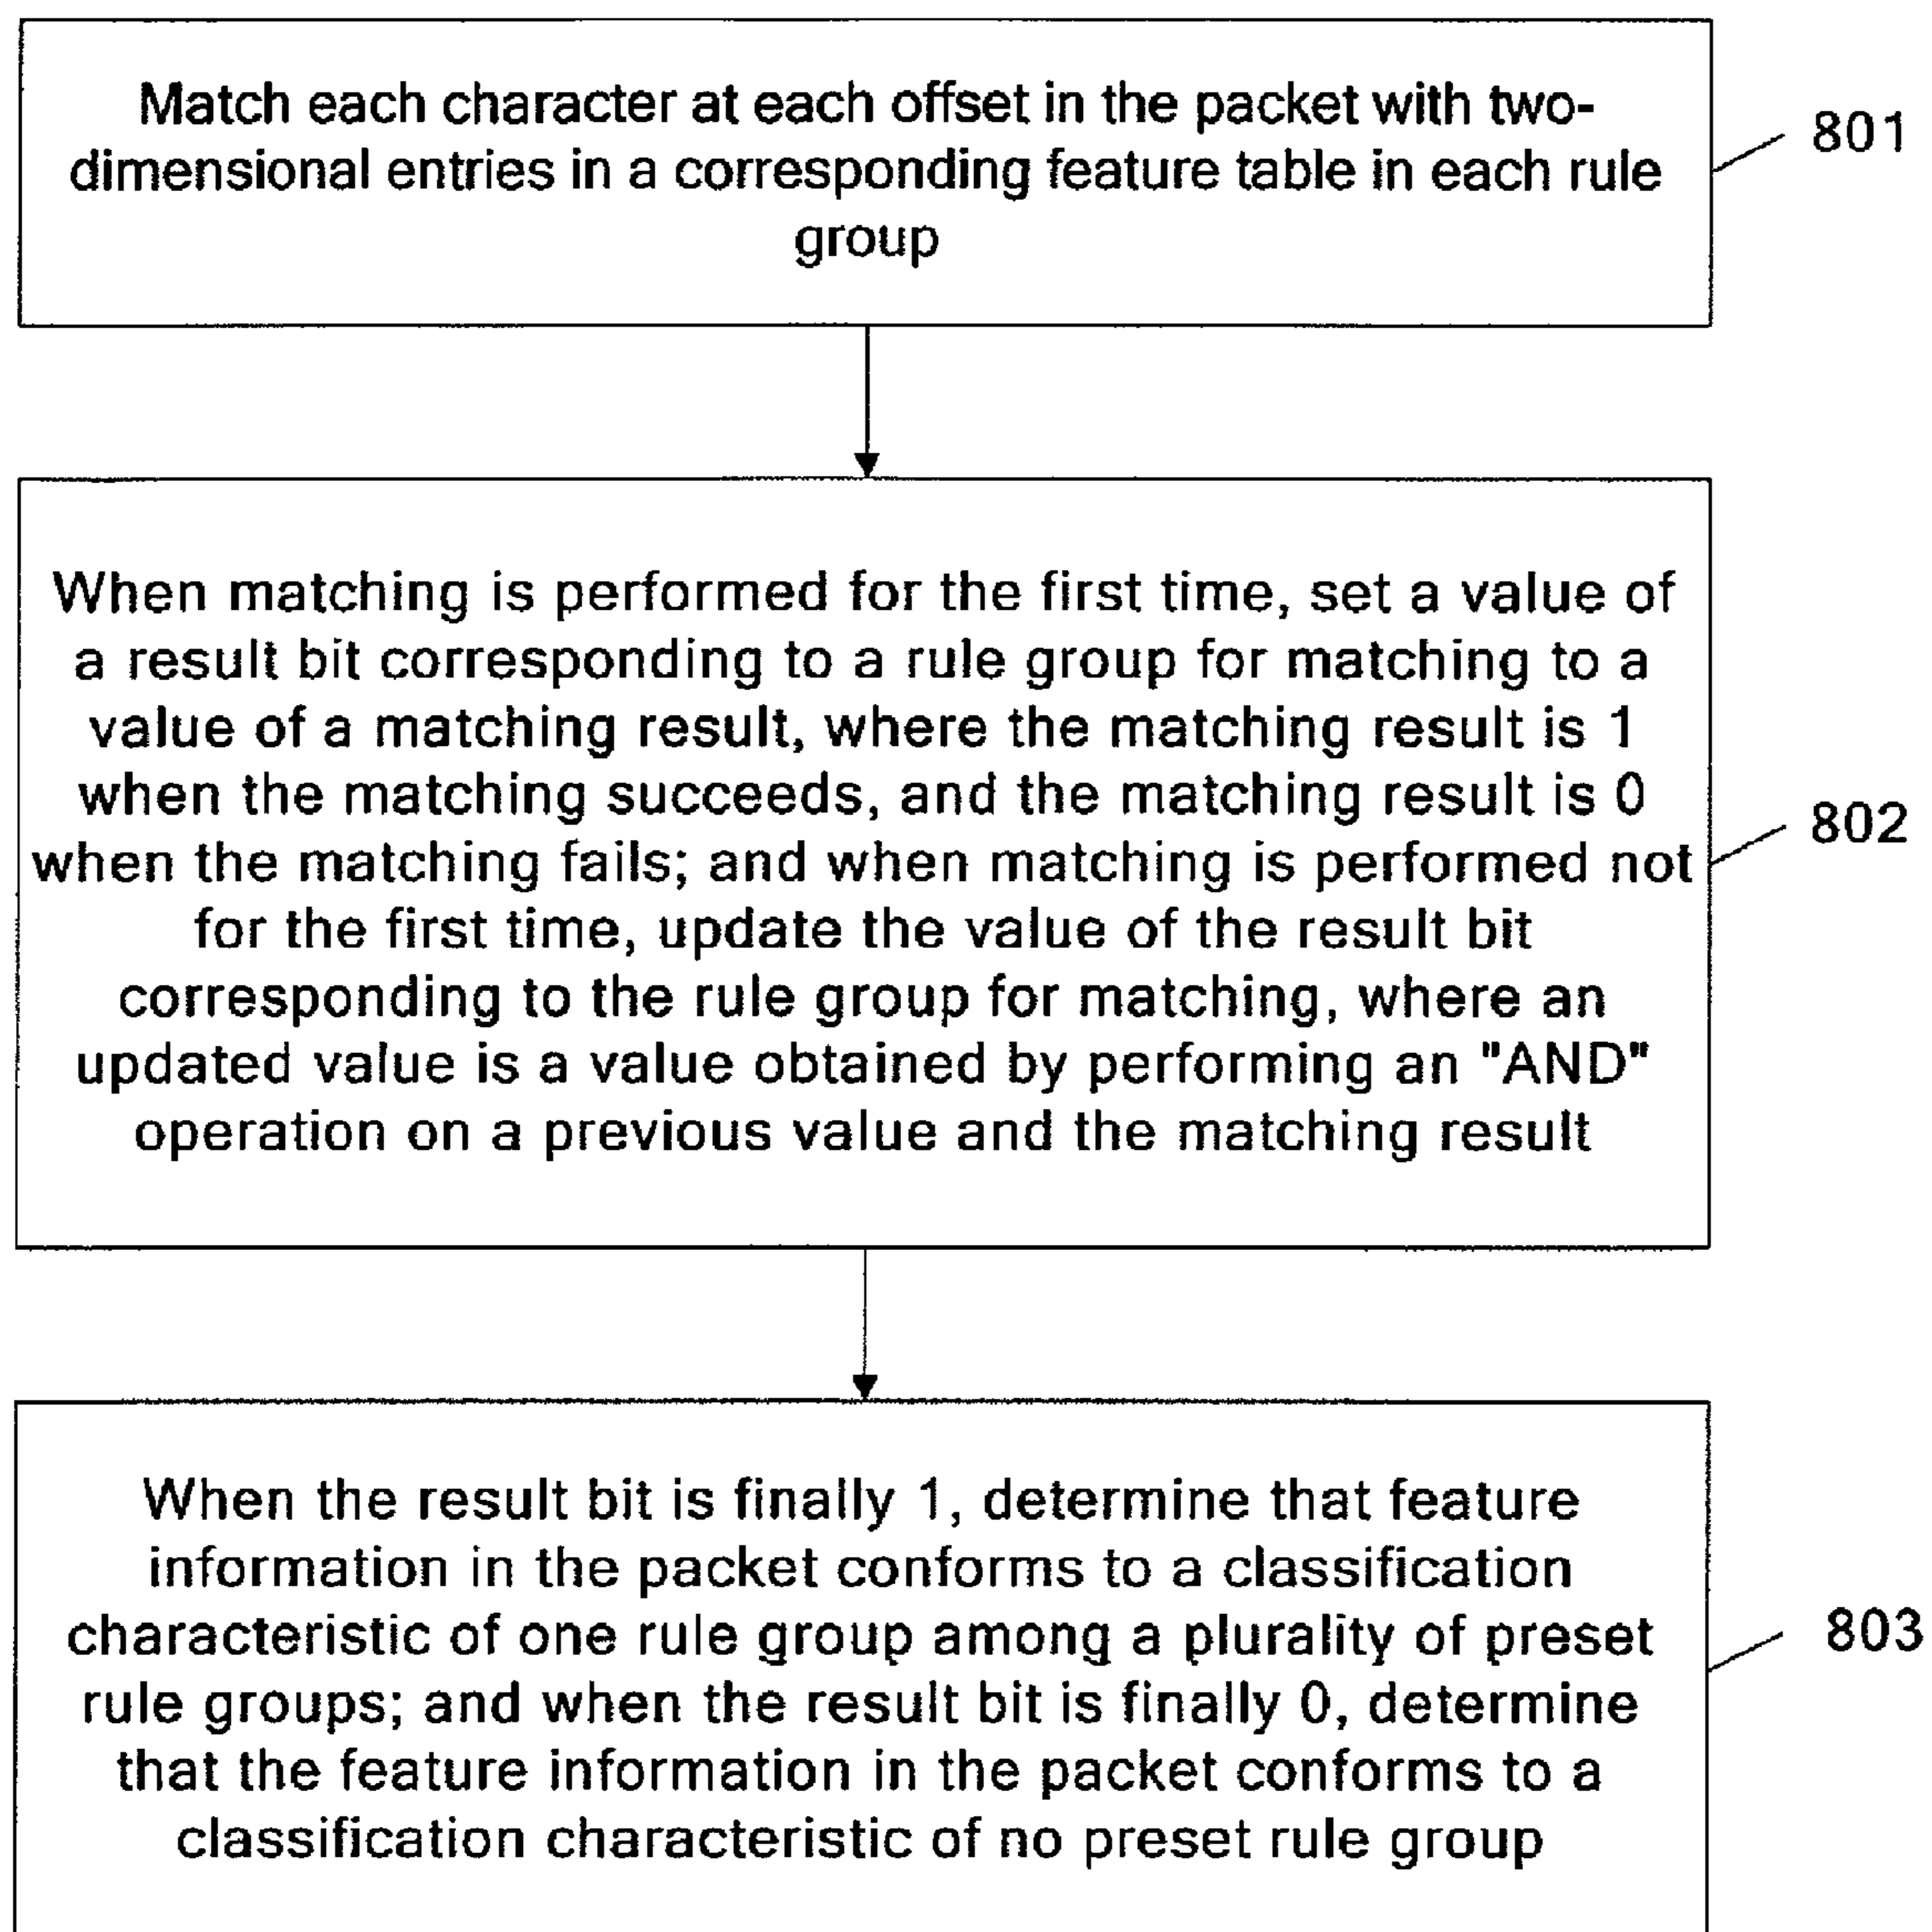 Match each character at each offset in the packet with two-
dimensional entries in a corresponding feature table in each rule
group
801
When matching is performed for the first time, set a value of
a result bit corresponding to a rule group for matching to a
value of a matching result, where the matching result is 1
when the matching succeeds, and the matching result is 0
when the matching fails; and when matching is performed not
for the first time, update the value of the result bit
corresponding to the rule group for matching, where an
updated value is a value obtained by performing an "AND"
operation on a previous value and the matching result
802
When the result bit is finally 1, determine that feature
information in the packet conforms to a classification
characteristic of one rule group among a plurality of preset
rule groups; and when the result bit is finally 0, determine
that the feature information in the packet conforms to a
classification characteristic of no preset rule group
803